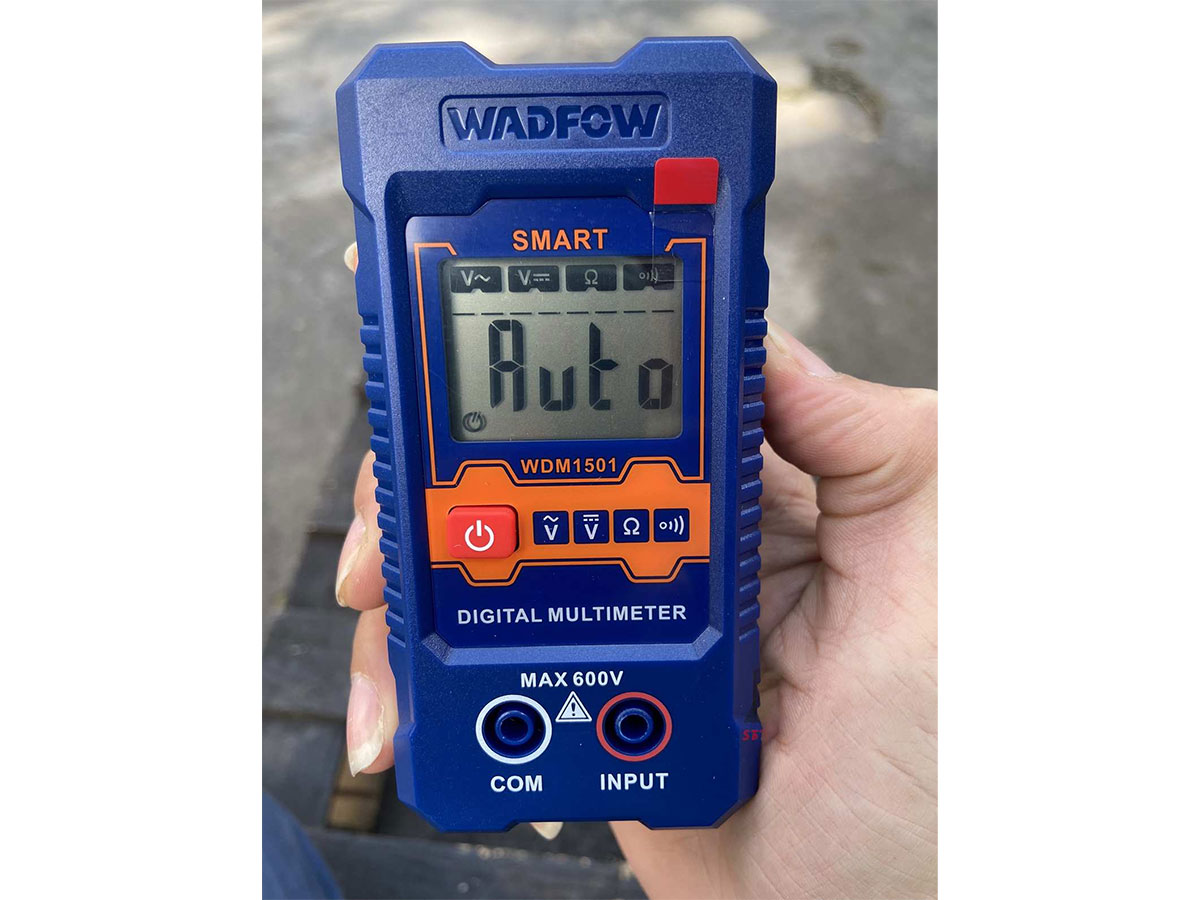 WADFOW
SMART
V~ V⎓ Ω
Auto
WDM1501
~ V ⎓ V Ω
DIGITAL MULTIMETER
MAX 600V
COM INPUT